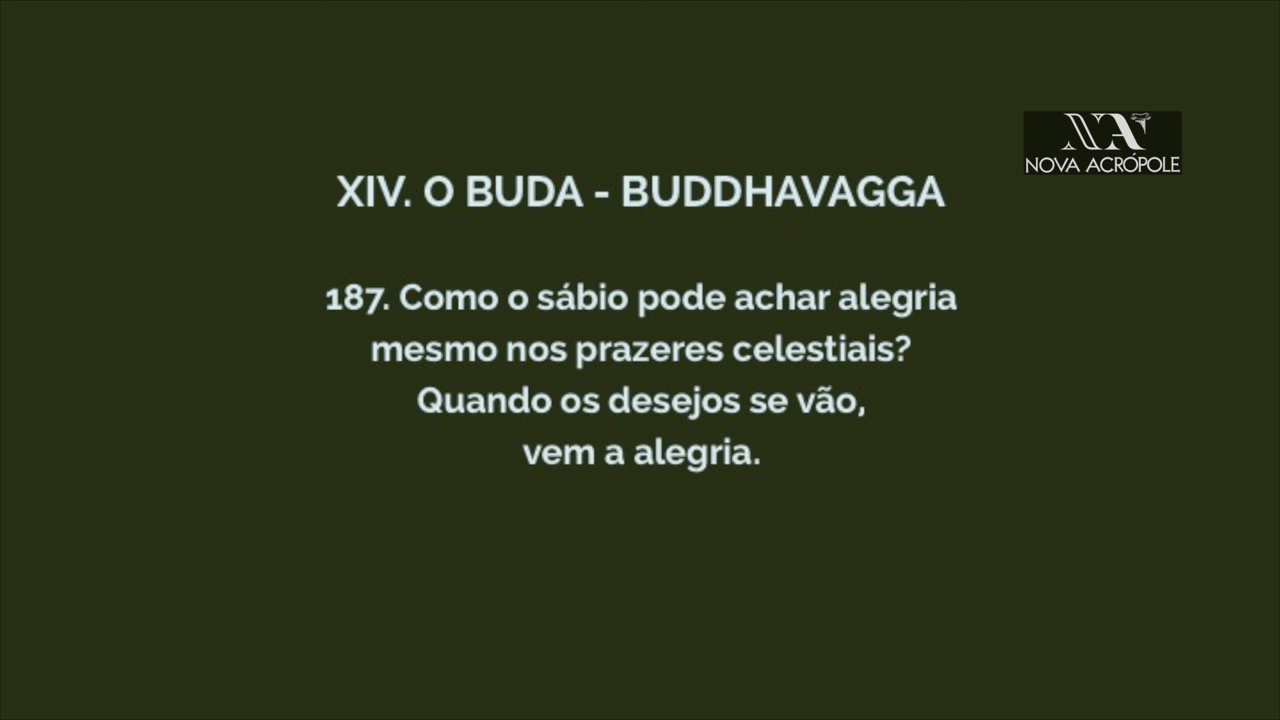 NOVA ACRÓPOLE
XIV. O BUDA - BUDDHAVAGGA
187. Como o sábio pode achar alegria
mesmo nos prazeres celestiais?
Quando os desejos se vão,
vem a alegria.